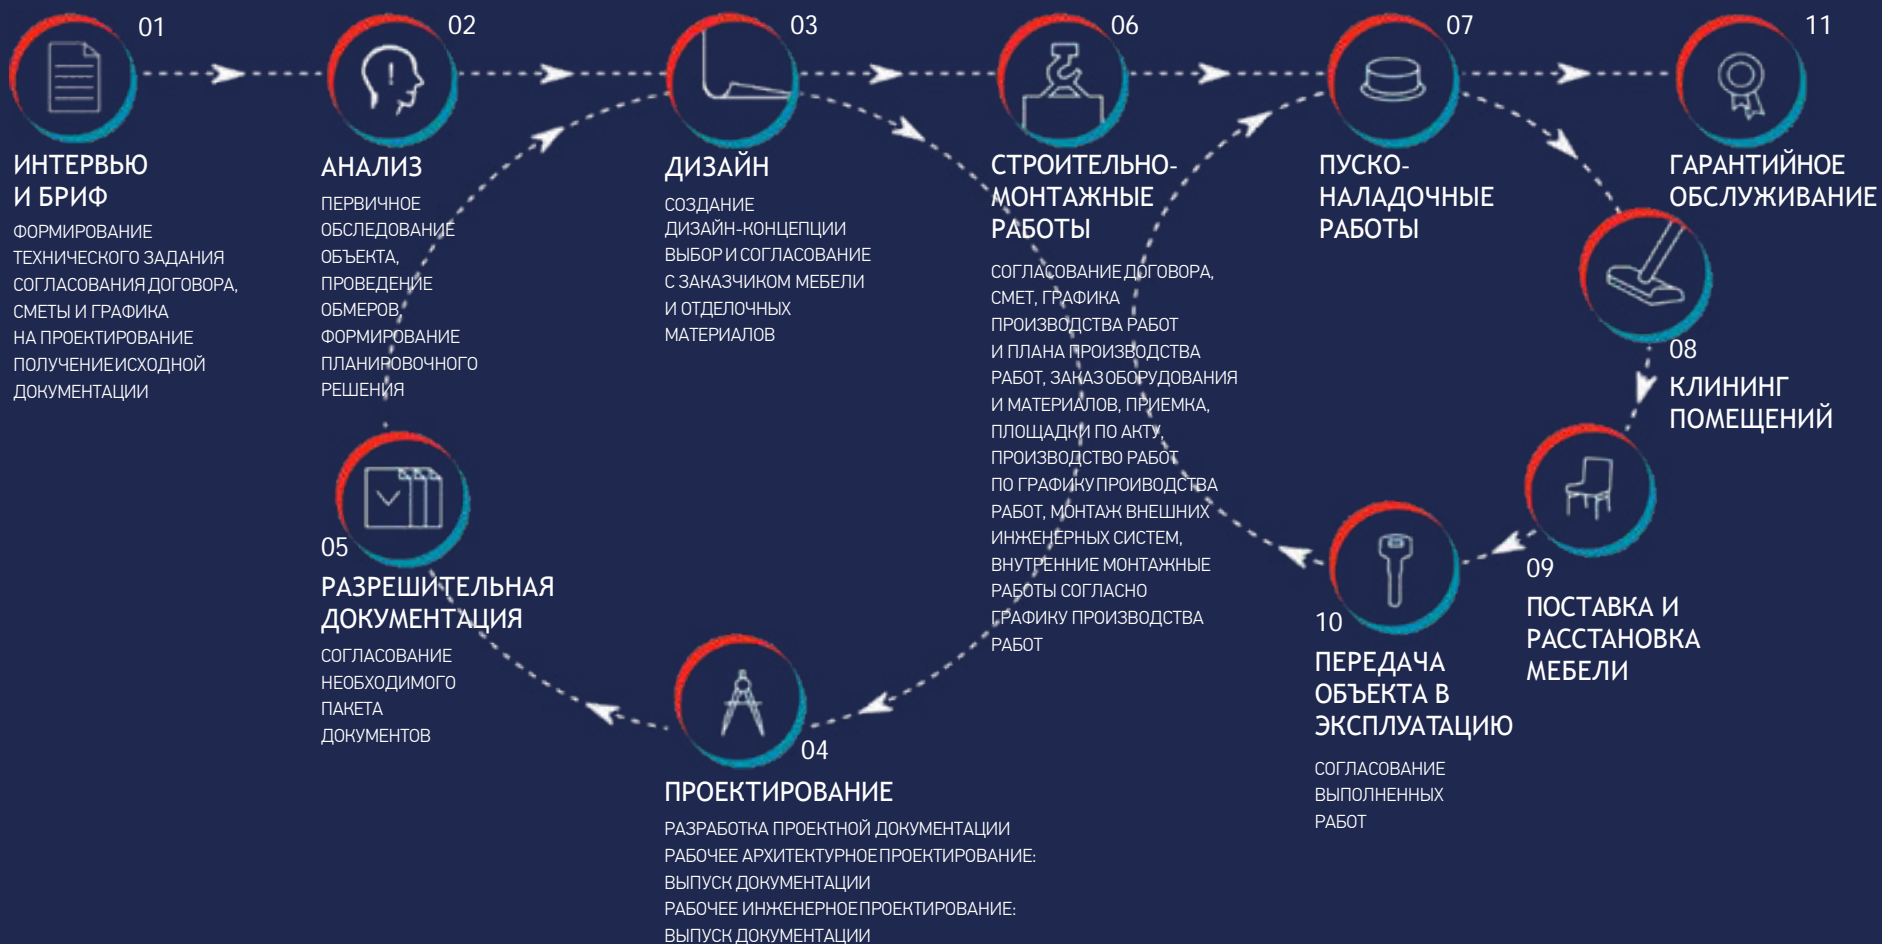 01
ИНТЕРВЬЮ
И БРИФ
ФОРМИРОВАНИЕ
ТЕХНИЧЕСКОГО ЗАДАНИЯ
СОГЛАСОВАНИЯ ДОГОВОРА,
СМЕТЫ И ГРАФИКА
НА ПРОЕКТИРОВАНИЕ
ПОЛУЧЕНИЕ ИСХОДНОЙ
ДОКУМЕНТАЦИИ
02
АНАЛИЗ
ПЕРВИЧНОЕ
ОБСЛЕДОВАНИЕ
ОБЪЕКТА,
ПРОВЕДЕНИЕ
ОБМЕРОВ,
ФОРМИРОВАНИЕ
ПЛАНИРОВОЧНОГО
РЕШЕНИЯ
03
ДИЗАЙН
СОЗДАНИЕ
ДИЗАЙН-КОНЦЕПЦИИ
ВЫБОР И СОГЛАСОВАНИЕ
С ЗАКАЗЧИКОМ МЕБЕЛИ
И ОТДЕЛОЧНЫХ
МАТЕРИАЛОВ
04
ПРОЕКТИРОВАНИЕ
РАЗРАБОТКА ПРОЕКТНОЙ ДОКУМЕНТАЦИИ
РАБОЧЕЕ АРХИТЕКТУРНОЕ ПРОЕКТИРОВАНИЕ:
ВЫПУСК ДОКУМЕНТАЦИИ
РАБОЧЕЕ ИНЖЕНЕРНОЕ ПРОЕКТИРОВАНИЕ:
ВЫПУСК ДОКУМЕНТАЦИИ
05
РАЗРЕШИТЕЛЬНАЯ
ДОКУМЕНТАЦИЯ
СОГЛАСОВАНИЕ
НЕОБХОДИМОГО
ПАКЕТА
ДОКУМЕНТОВ
06
СТРОИТЕЛЬНО-
МОНТАЖНЫЕ
РАБОТЫ
СОГЛАСОВАНИЕ ДОГОВОРА,
СМЕТ, ГРАФИКА
ПРОИЗВОДСТВА РАБОТ
И ПЛАНА ПРОИЗВОДСТВА
РАБОТ, ЗАКАЗ ОБОРУДОВАНИЯ
И МАТЕРИАЛОВ, ПРИЕМКА,
ПЛОЩАДКИ ПО АКТУ,
ПРОИЗВОДСТВО РАБОТ
ПО ГРАФИКУ ПРОИВОДСТВА
РАБОТ, МОНТАЖ ВНЕШНИХ
ИНЖЕНЕРНЫХ СИСТЕМ,
ВНУТРЕННИЕ МОНТАЖНЫЕ
РАБОТЫ СОГЛАСНО
ГРАФИКУ ПРОИЗВОДСТВА
РАБОТ
07
ПУСКО-
НАЛАДОЧНЫЕ
РАБОТЫ
08
КЛИНИНГ
ПОМЕЩЕНИЙ
09
ПОСТАВКА И
РАССТАНОВКА
МЕБЕЛИ
10
ПЕРЕДАЧА
ОБЪЕКТА В
ЭКСПЛУАТАЦИЮ
СОГЛАСОВАНИЕ
ВЫПОЛНЕННЫХ
РАБОТ
11
ГАРАНТИЙНОЕ
ОБСЛУЖИВАНИЕ